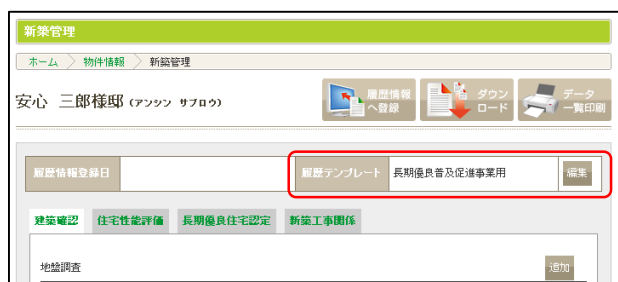 新築管理
ホーム 物件情報 新築管理
安心 三郎様邸 (アンシン サブロウ)
履歴情報へ登録
ダウンロード
データ一覧印刷
履歴情報登録日
履歴テンプレート 長期優良普及促進事業用 編集
建築確認 住宅性能評価 長期優良住宅認定 新築工事関係
地盤調査 追加